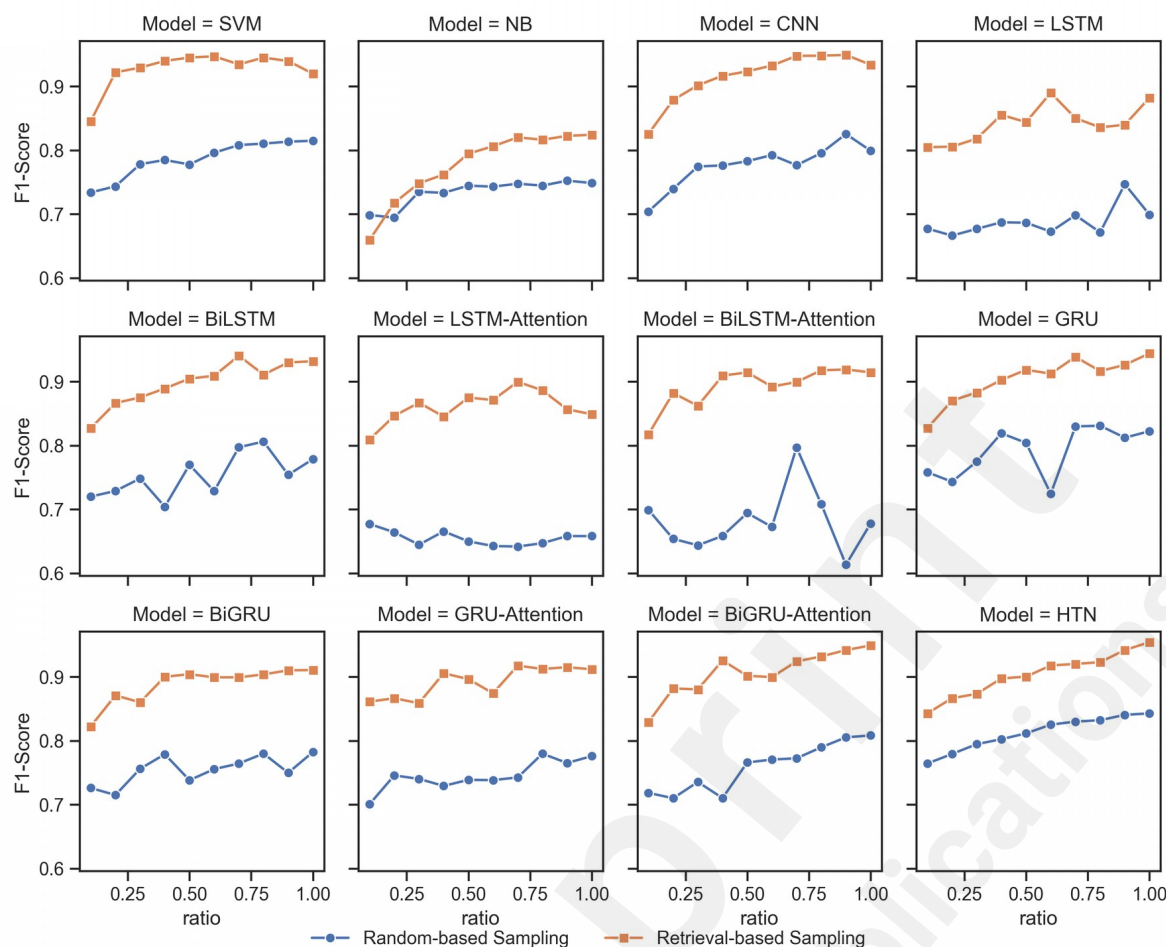 Model = SVM Model = NB Model = CNN Model = LSTM
0.9
0.8
0.7
0.6
F1-Score
Model = BiLSTM Model = LSTM-Attention Model = BiLSTM-Attention Model = GRU
0.9
0.8
0.7
0.6
F1-Score
Model = BiGRU Model = GRU-Attention Model = BiGRU-Attention Model = HTN
0.9
0.8
0.7
0.6
F1-Score
0.25 0.50 0.75 1.00 0.25 0.50 0.75 1.00 0.25 0.50 0.75 1.00 0.25 0.50 0.75 1.00
ratio ratio ratio ratio
Random-based Sampling Retrieval-based Sampling
print
plications